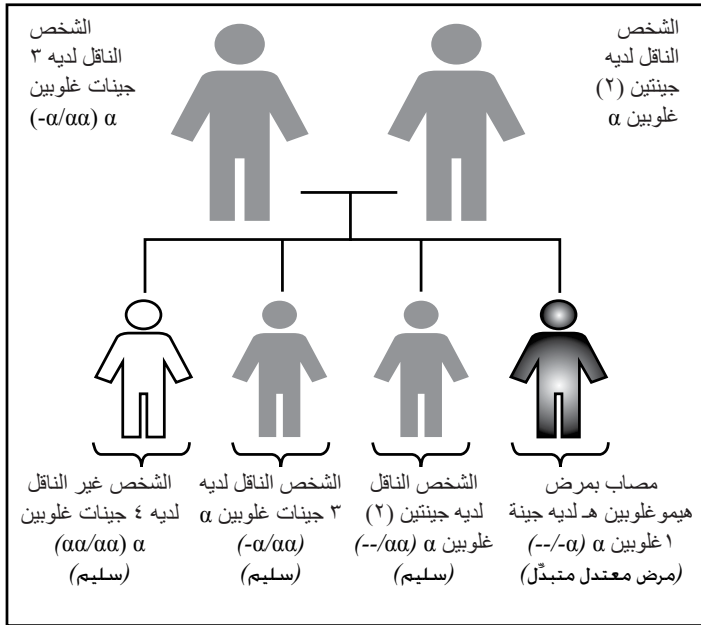 الشخص
الناقل لديه ٣
جينات غلوبين
α (-α/αα)
الشخص
الناقل لديه
جينتين (٢)
غلوبين α
الشخص غير الناقل
لديه ٤ جينات غلوبين
α (αα/αα)
(سليم)
الشخص الناقل لديه
٣ جينات غلوبين α
(-α/αα)
(سليم)
الشخص الناقل
لديه جينتين (٢)
غلوبين α (--/αα)
(سليم)
مصاب بمرض
هيموغلوبين هـ لديه جينة
١غلوبين α (--/-α)
(مرض معتدل متبدِّل)